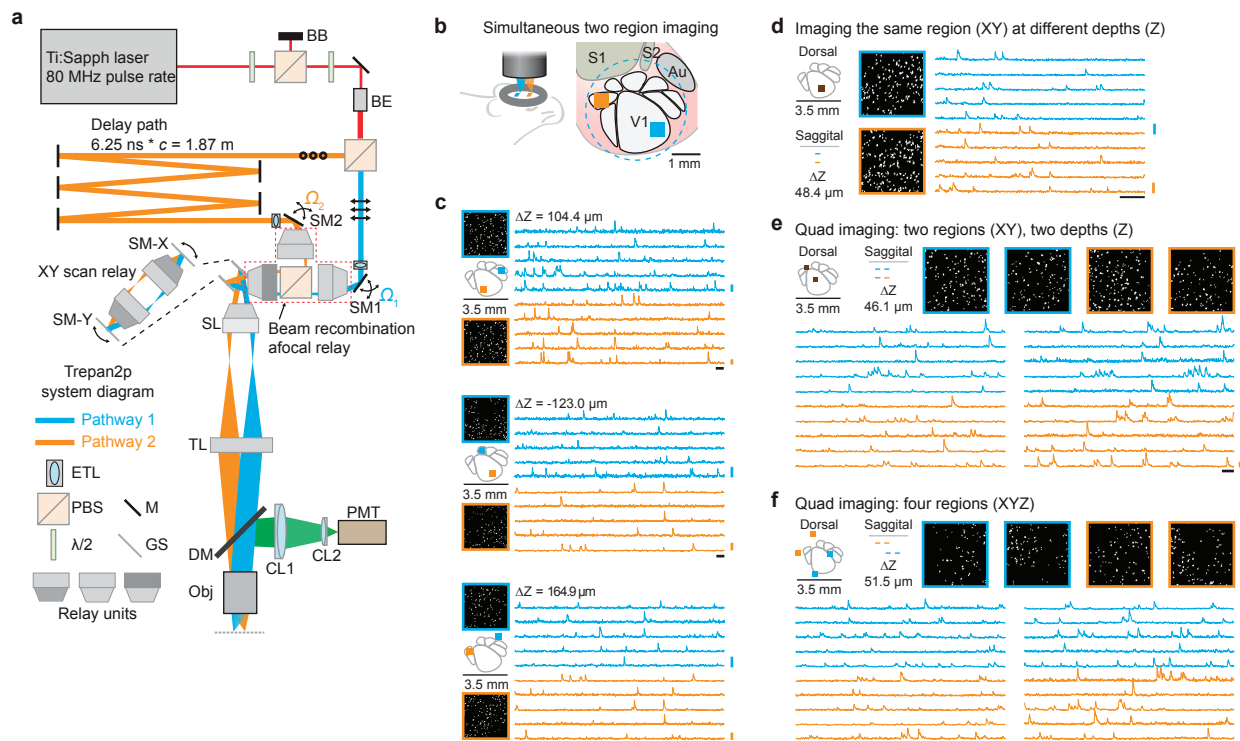 a
Ti:Sapph laser
80 MHz pulse rate
BB
BE
Delay path
6.25 ns * c = 1.87 m
Ω2
SM2
SM-X
XY scan relay
SM-Y
SL
SM1
Ω1
Beam recombination
afocal relay
Trepan2p
system diagram
Pathway 1
Pathway 2
ETL
PBS
M
λ/2
GS
Relay units
TL
DM
Obj
CL1
CL2
PMT
b
Simultaneous two region imaging
S1
S2
Au
V1
1 mm
c
ΔZ = 104.4 µm
3.5 mm
ΔZ = -123.0 µm
3.5 mm
ΔZ = 164.9 µm
3.5 mm
d Imaging the same region (XY) at different depths (Z)
Dorsal
3.5 mm
Saggital
ΔZ
48.4 µm
e Quad imaging: two regions (XY), two depths (Z)
Dorsal
3.5 mm
Saggital
ΔZ
46.1 µm
f Quad imaging: four regions (XYZ)
Dorsal
3.5 mm
Saggital
ΔZ
51.5 µm